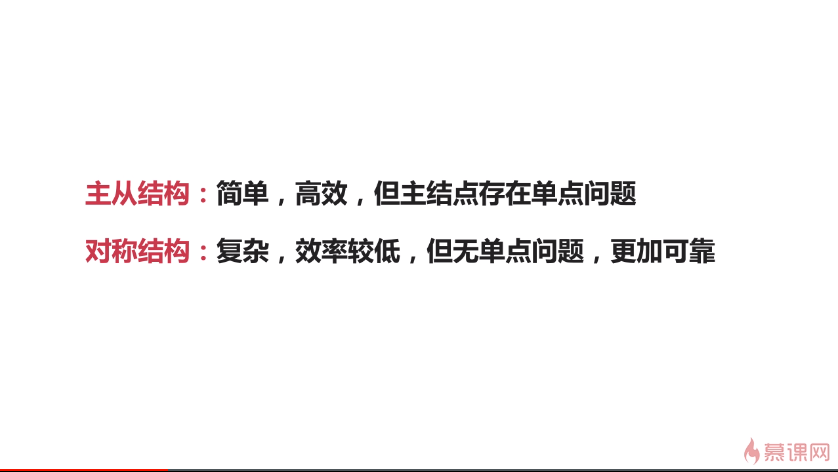 主从结构：简单，高效，但主结点存在单点问题
对称结构：复杂，效率较低，但无单点问题，更加可靠
慕课网